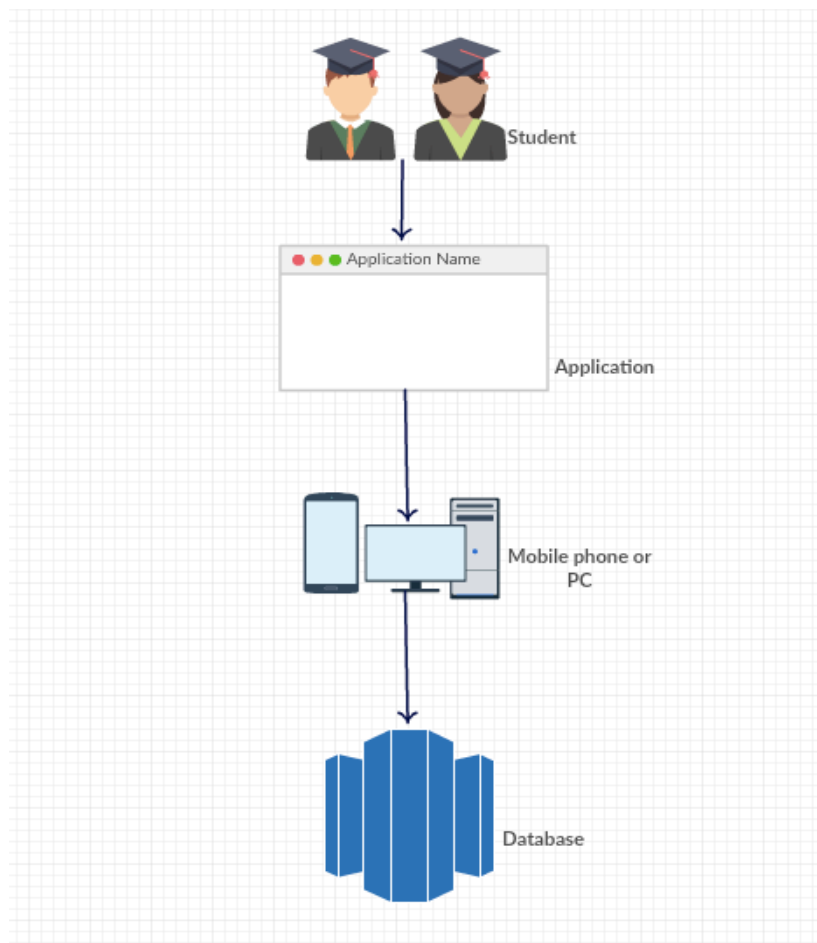 Student
Application Name
Application
Mobile phone or
PC
Database